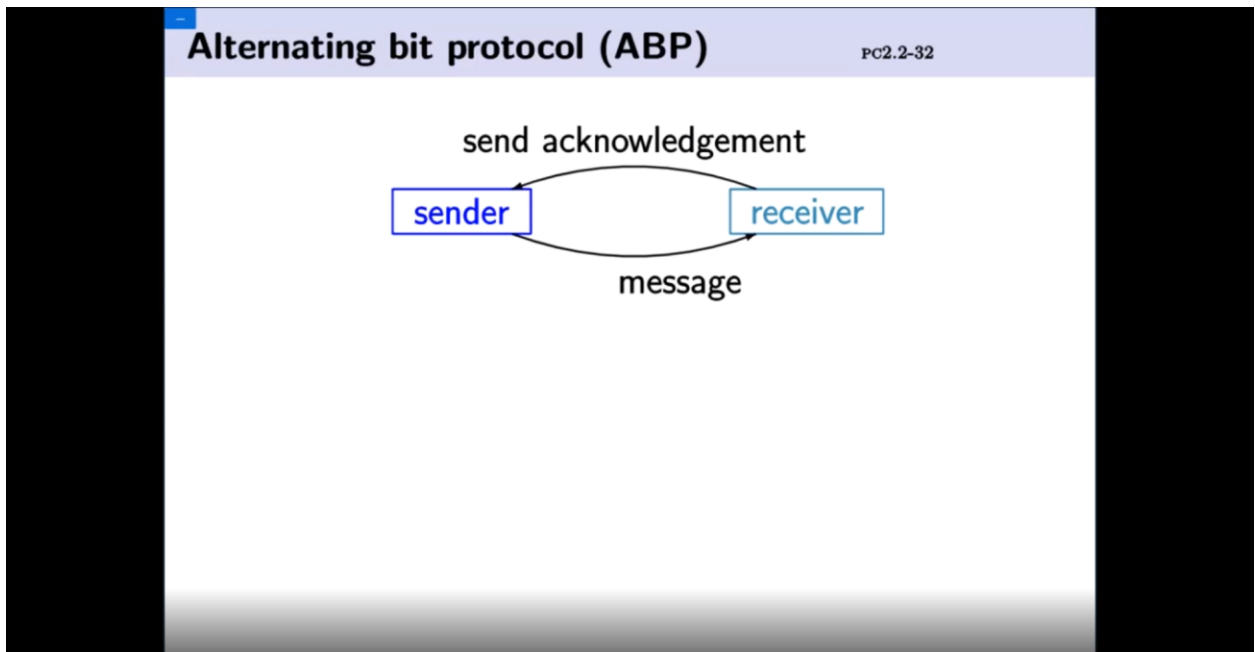 Alternating bit protocol (ABP) PC2.2-32
send acknowledgement
sender receiver
message